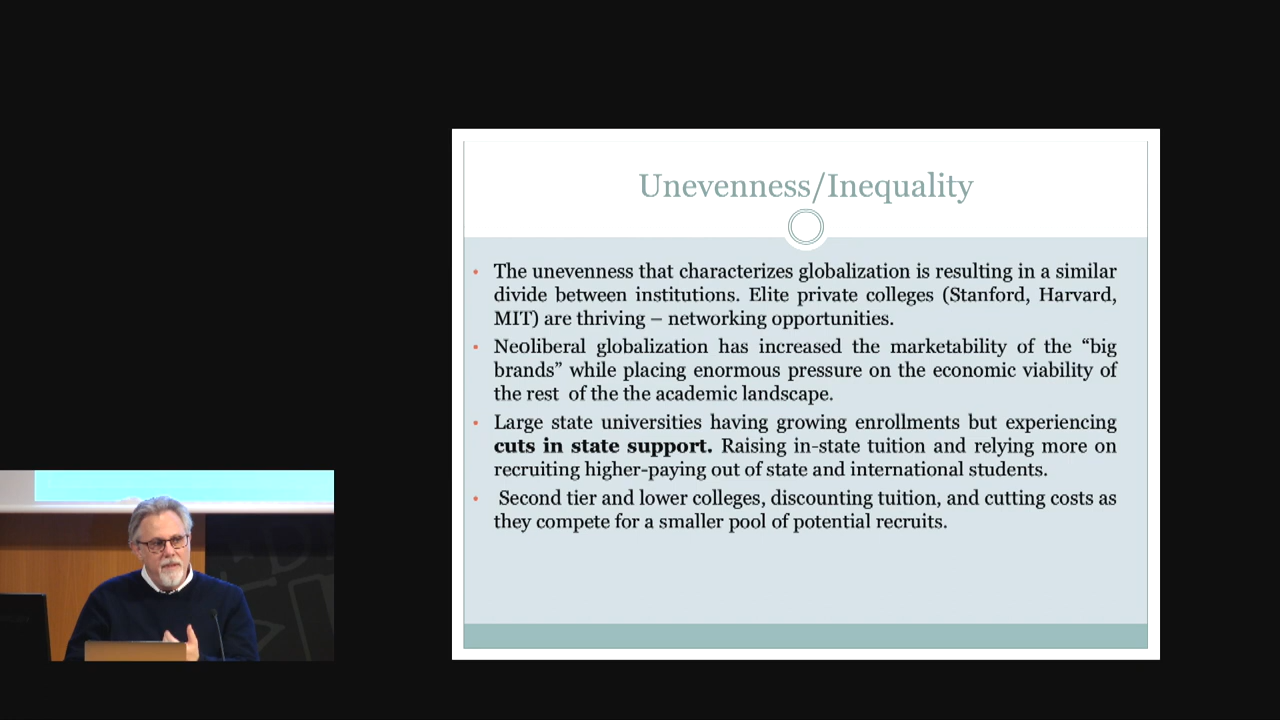 Unevenness/Inequality
• The unevenness that characterizes globalization is resulting in a similar
divide between institutions. Elite private colleges (Stanford, Harvard,
MIT) are thriving – networking opportunities.
• Neoliberal globalization has increased the marketability of the “big
brands” while placing enormous pressure on the economic viability of
the rest of the the academic landscape.
• Large state universities having growing enrollments but experiencing
cuts in state support. Raising in-state tuition and relying more on
recruiting higher-paying out of state and international students.
• Second tier and lower colleges, discounting tuition, and cutting costs as
they compete for a smaller pool of potential recruits.